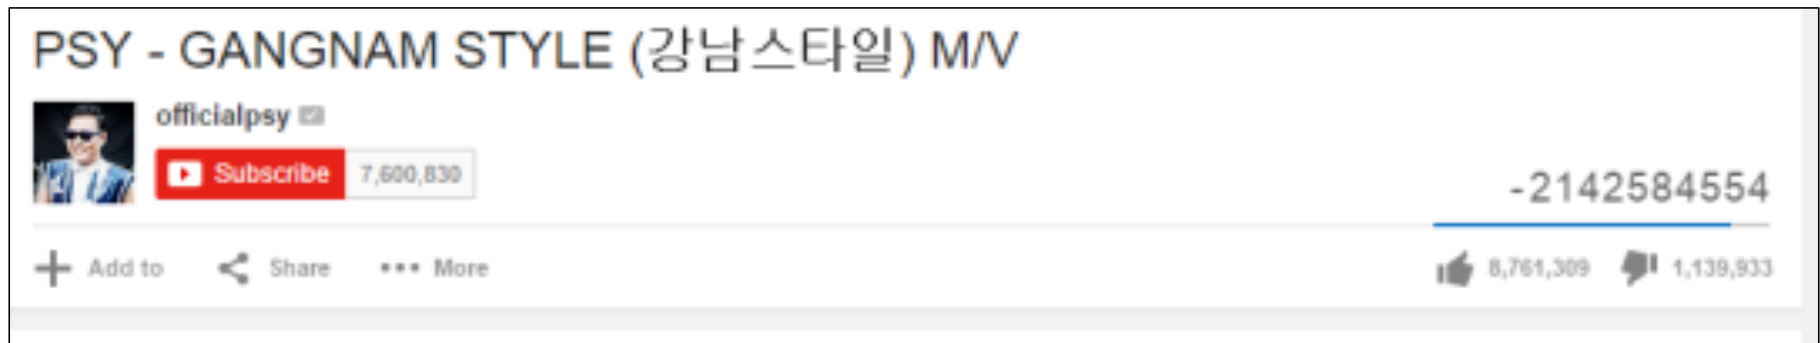 PSY - GANGNAM STYLE (강남스타일) M/V
officialpsy
Subscribe 7,600,830
-2142584554
Add to Share More 8,761,309 1,139,933